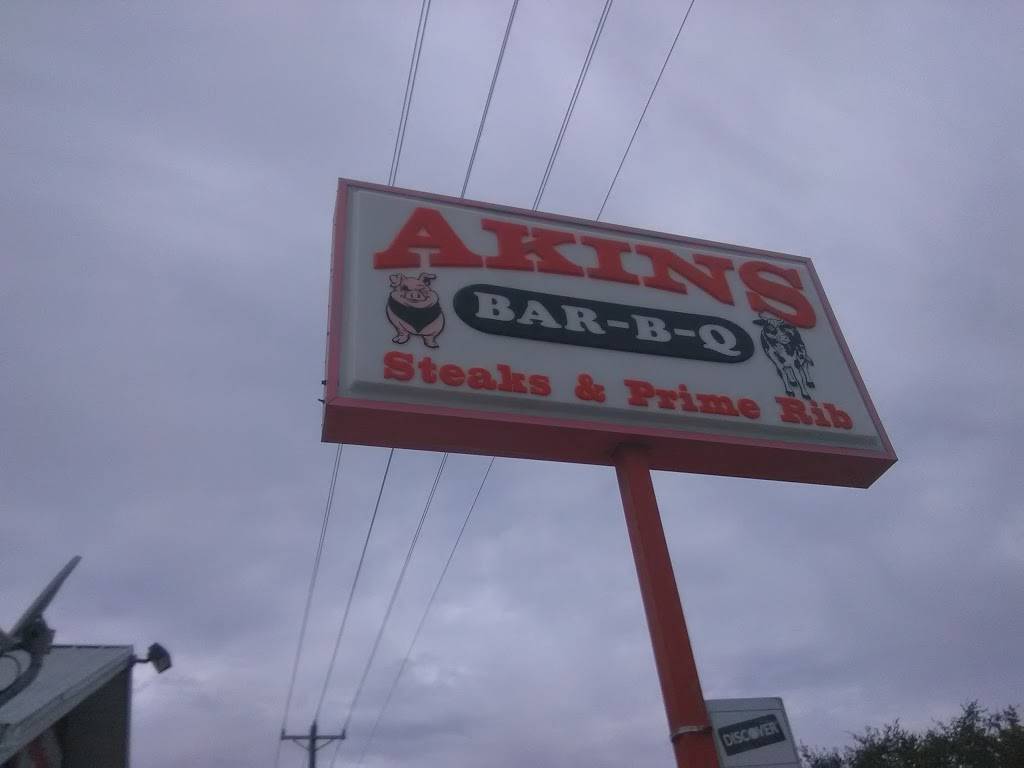 AKINS
BAR-B-Q
Steaks & Prime Rib
DISCOVER